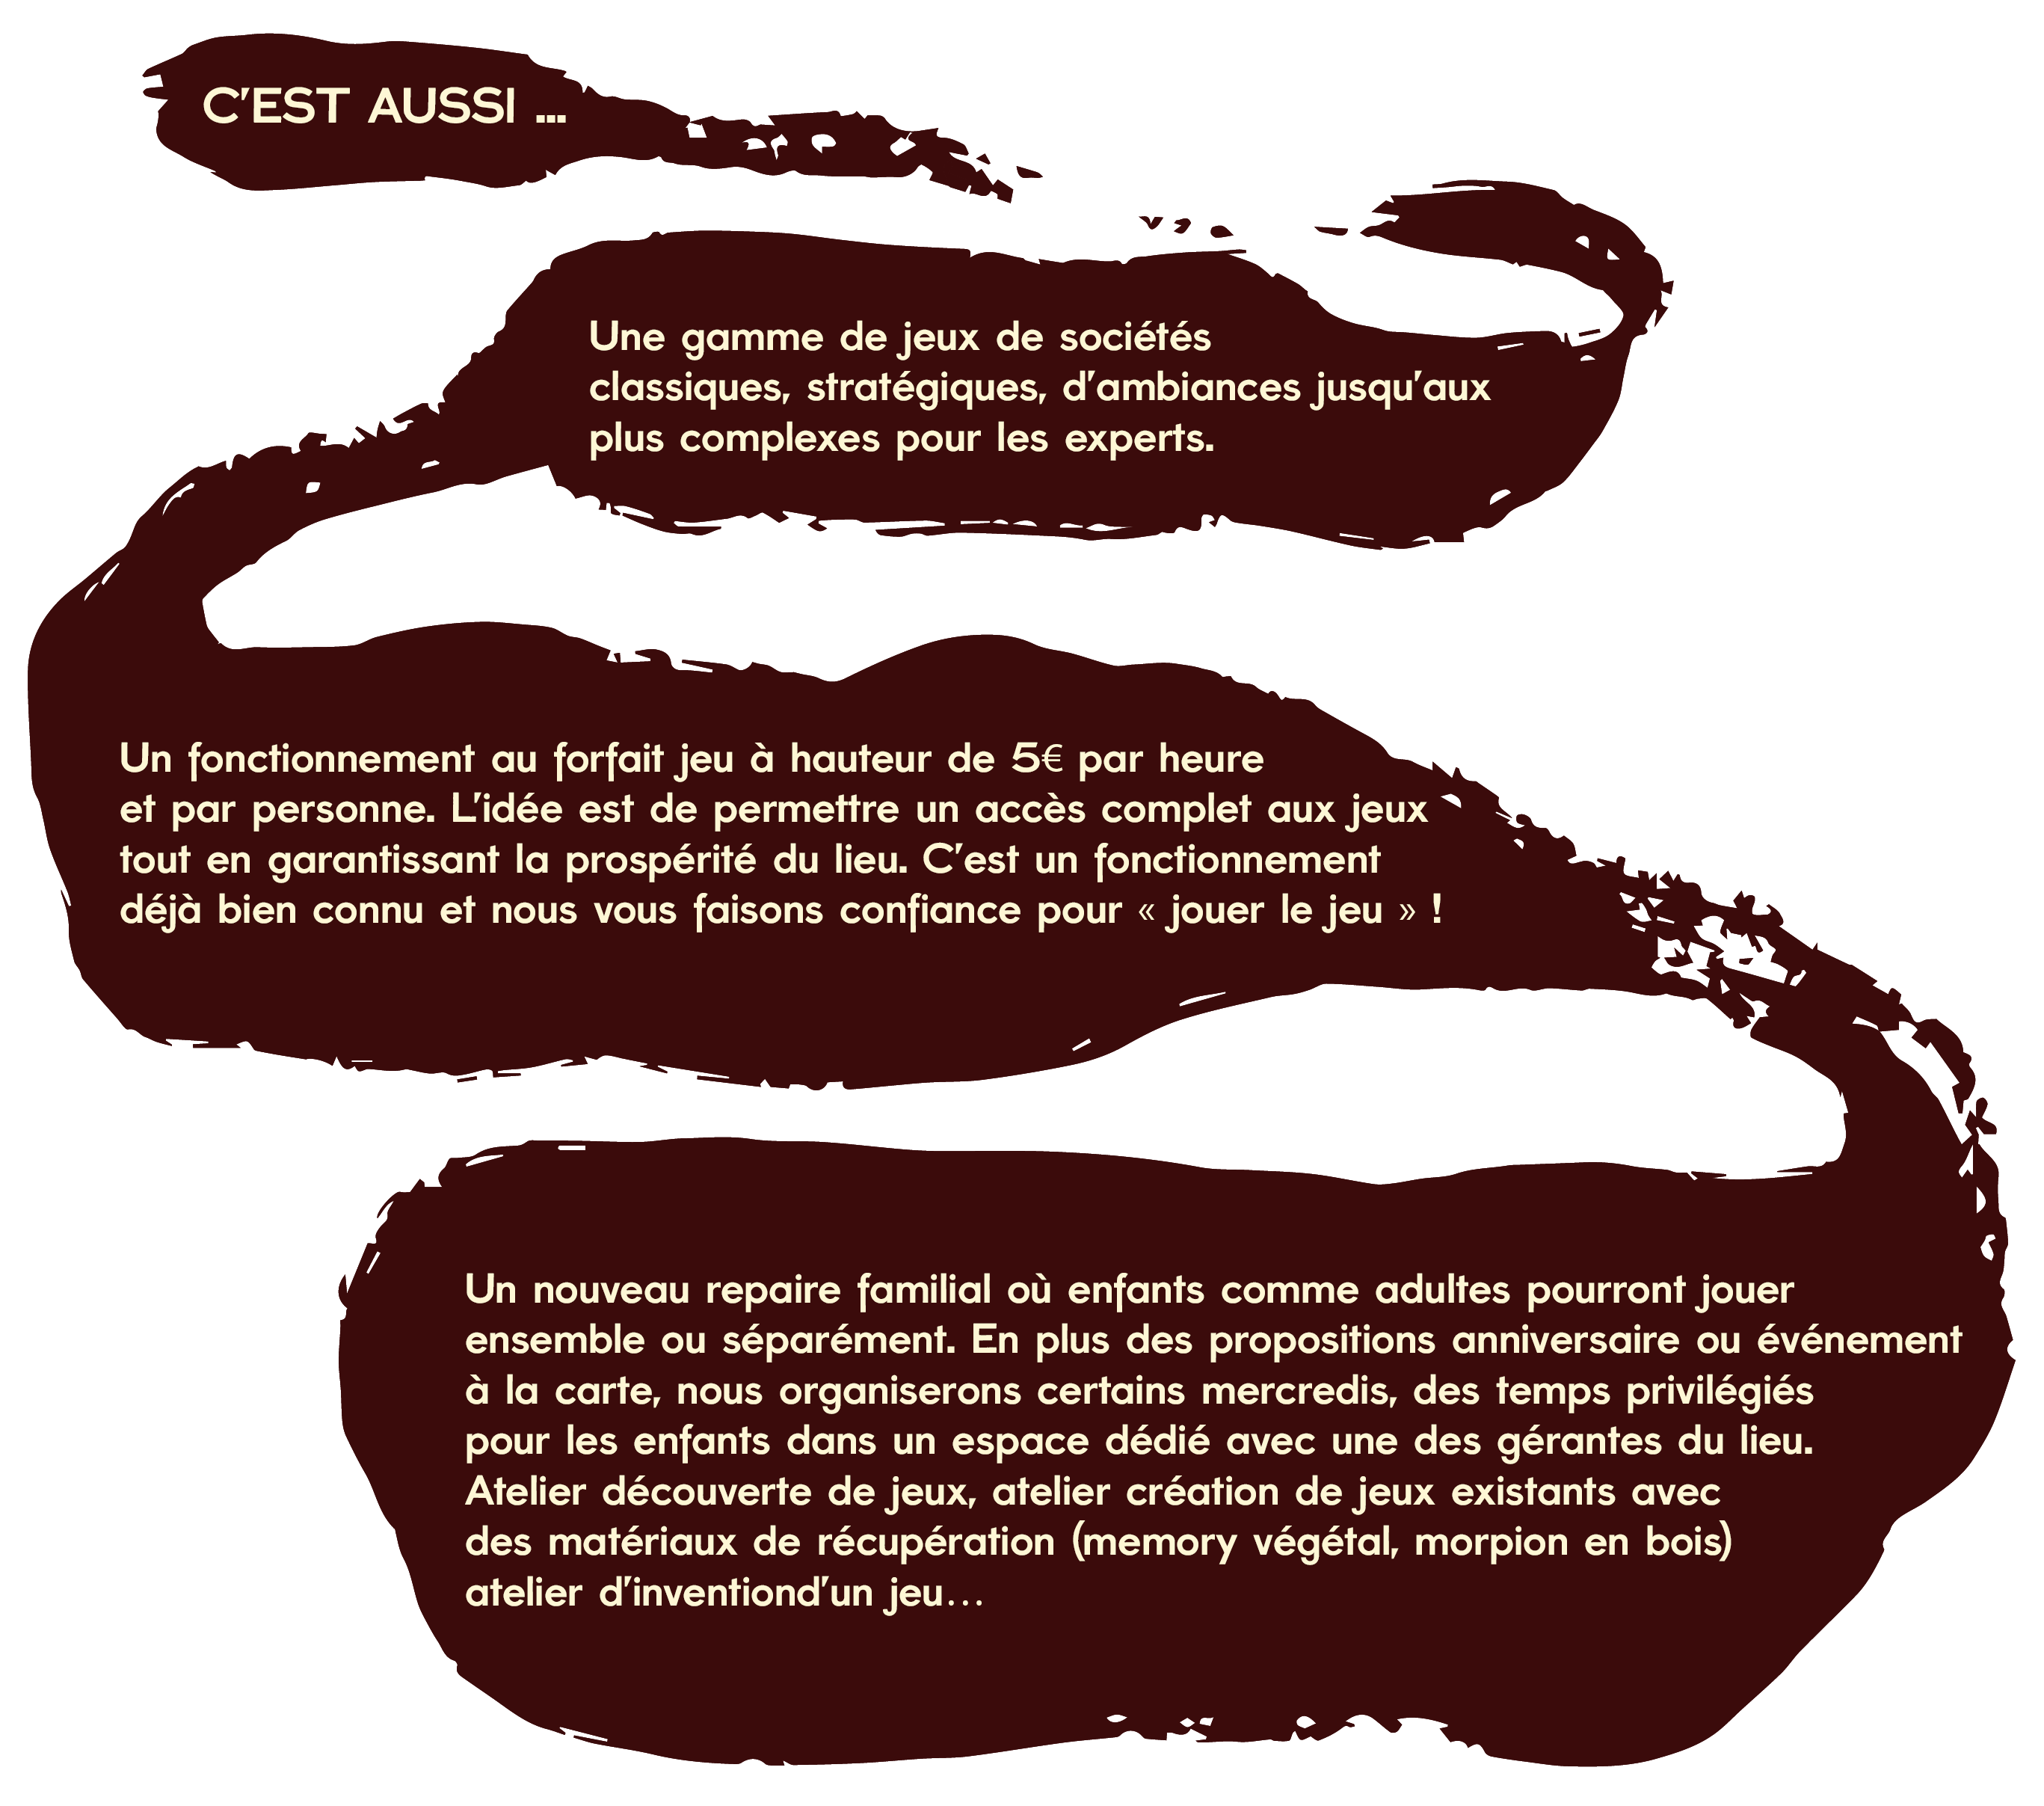 C'EST AUSSI ...
Une gamme de jeux de sociétés
classiques, stratégiques, d'ambiances jusqu'aux
plus complexes pour les experts.
Un fonctionnement au forfait jeu à hauteur de 5€ par heure
et par personne. L'idée est de permettre un accès complet aux jeux
tout en garantissant la prospérité du lieu. C'est un fonctionnement
déjà bien connu et nous vous faisons confiance pour « jouer le jeu » !
Un nouveau repaire familial où enfants comme adultes pourront jouer
ensemble ou séparément. En plus des propositions anniversaire ou événement
à la carte, nous organiserons certains mercredis, des temps privilégiés
pour les enfants dans un espace dédié avec une des gérantes du lieu.
Atelier découverte de jeux, atelier création de jeux existants avec
des matériaux de récupération (memory végétal, morpion en bois)
atelier d'inventiond'un jeu...